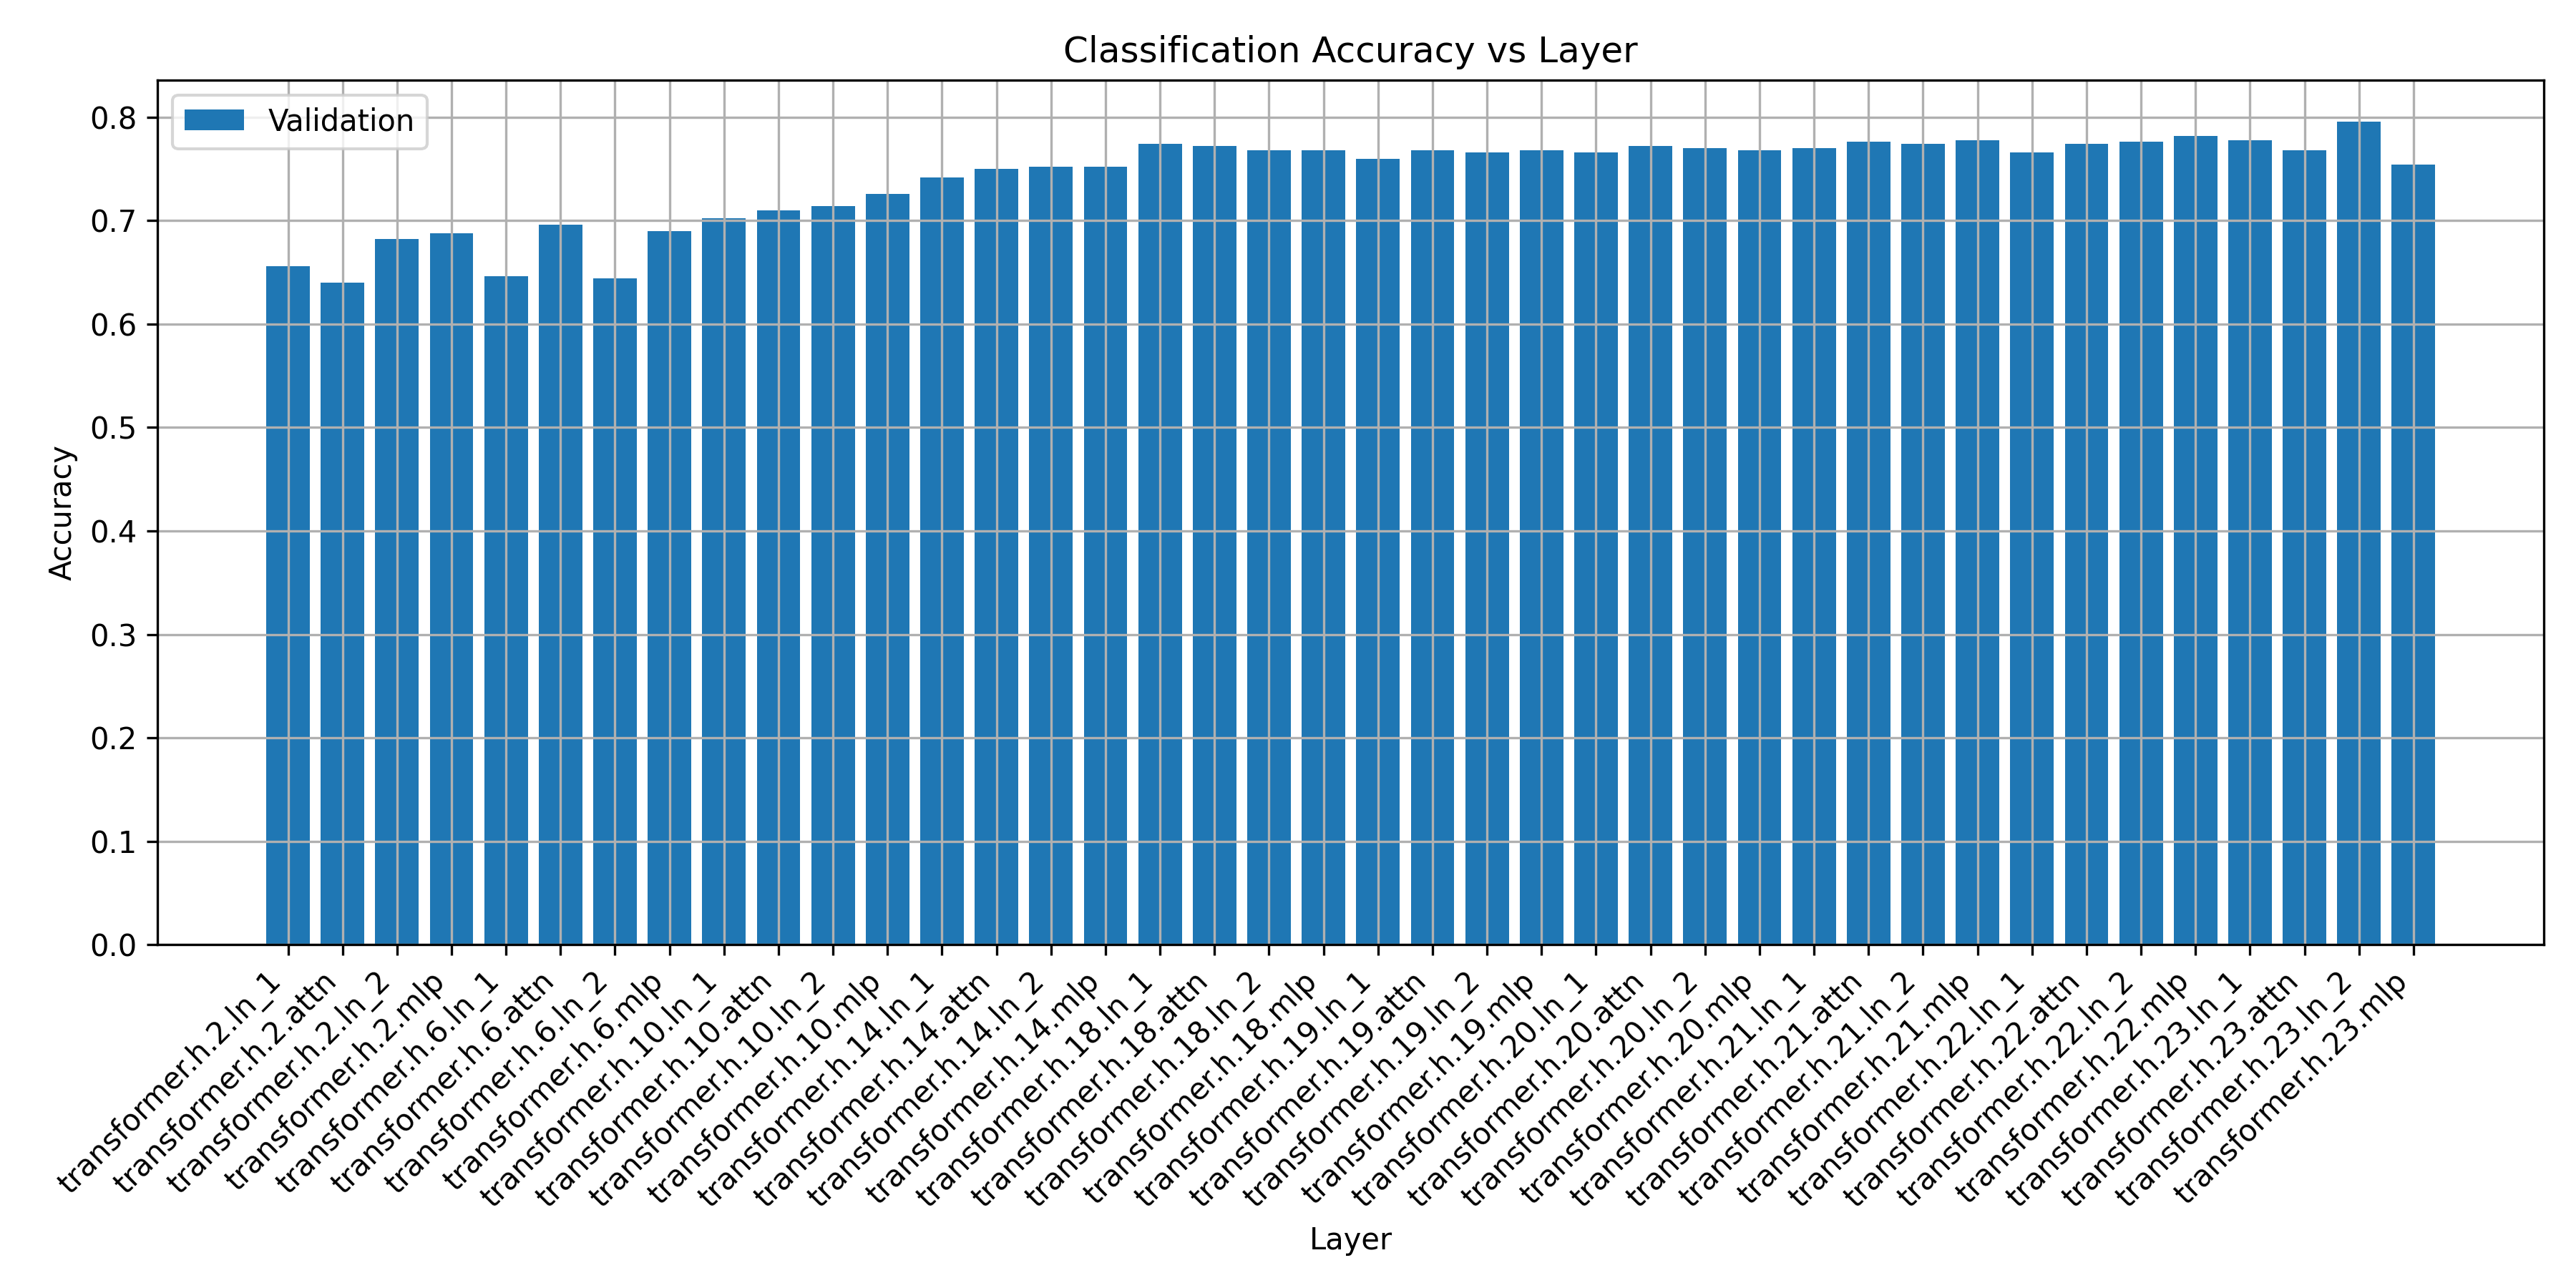 Classification Accuracy vs Layer
Validation
0.8
0.7
0.6
0.5
0.4
0.3
0.2
0.1
0.0
Accuracy
transformer.h.2.ln_1
transformer.h.2.attn
transformer.h.2.ln_2
transformer.h.2.mlp
transformer.h.6.ln_1
transformer.h.6.attn
transformer.h.6.ln_2
transformer.h.6.mlp
transformer.h.10.ln_1
transformer.h.10.attn
transformer.h.10.ln_2
transformer.h.10.mlp
transformer.h.14.ln_1
transformer.h.14.attn
transformer.h.14.ln_2
transformer.h.14.mlp
transformer.h.18.ln_1
transformer.h.18.attn
transformer.h.18.ln_2
transformer.h.18.mlp
transformer.h.19.ln_1
transformer.h.19.attn
transformer.h.19.ln_2
transformer.h.19.mlp
transformer.h.20.ln_1
transformer.h.20.attn
transformer.h.20.ln_2
transformer.h.20.mlp
transformer.h.21.ln_1
transformer.h.21.attn
transformer.h.21.ln_2
transformer.h.21.mlp
transformer.h.22.ln_1
transformer.h.22.attn
transformer.h.22.ln_2
transformer.h.22.mlp
transformer.h.23.ln_1
transformer.h.23.attn
transformer.h.23.ln_2
transformer.h.23.mlp
Layer